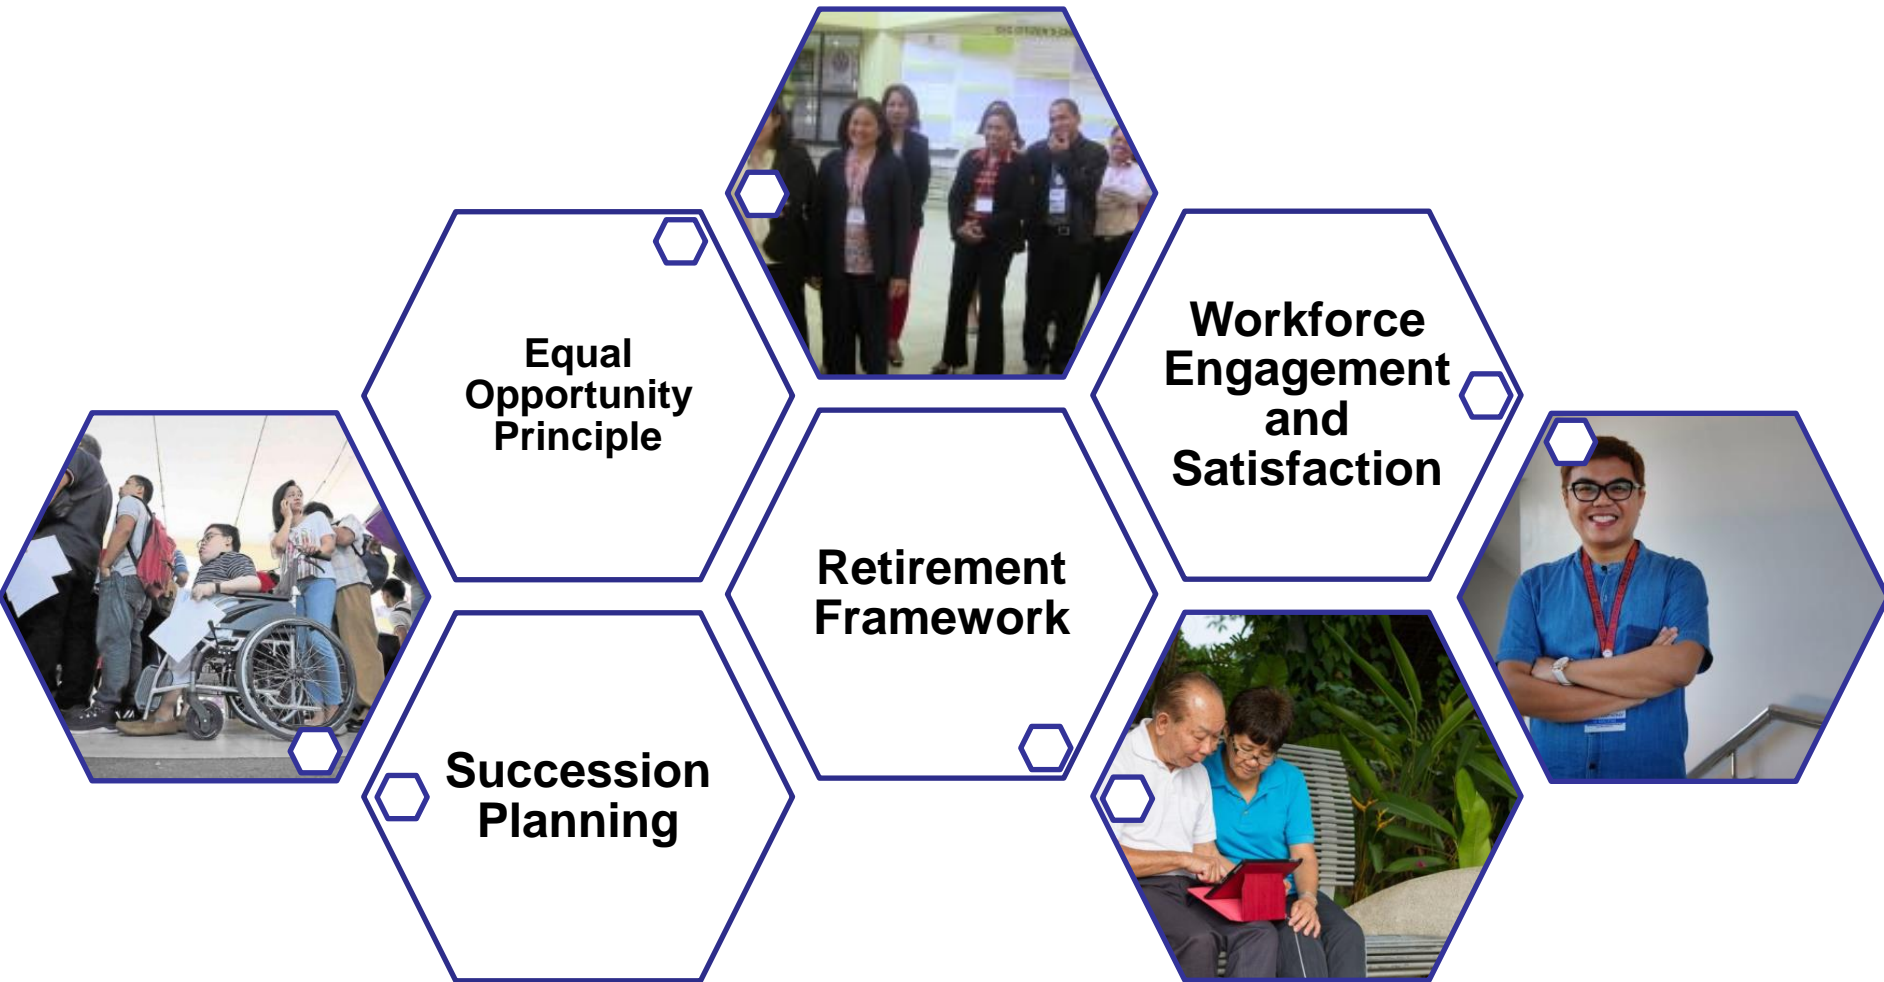 Equal
Opportunity
Principle
Workforce
Engagement
and
Satisfaction
Retirement
Framework
Succession
Planning